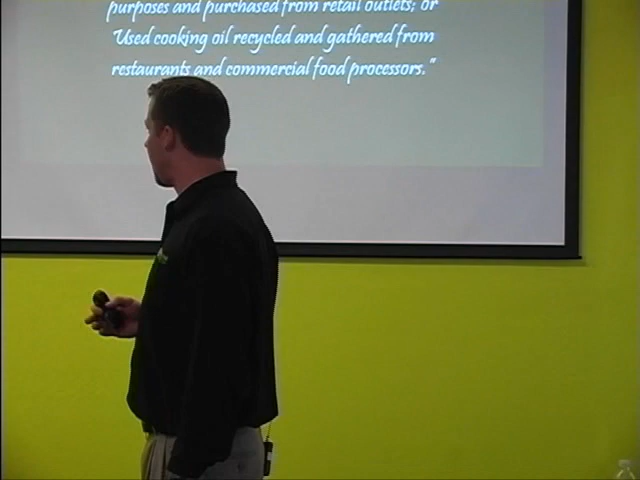 purposes and purchased from retail outlets; or
Used cooking oil recycled and gathered from
restaurants and commercial food processors."